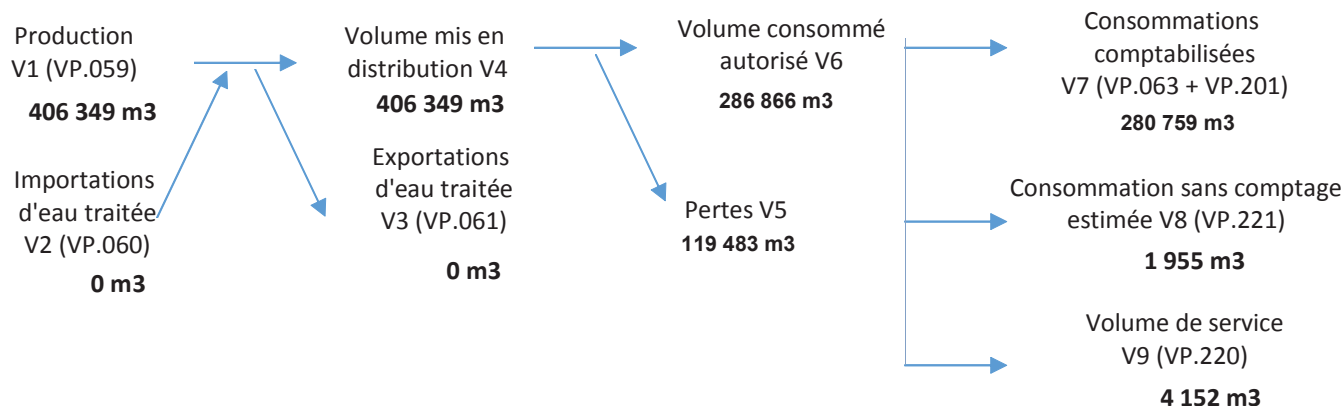 Production
V1 (VP.059)
406 349 m3
Importations
d'eau traitée
V2 (VP.060)
0 m3
Volume mis en
distribution V4
406 349 m3
Exportations
d'eau traitée
V3 (VP.061)
0 m3
Volume consommé
autorisé V6
286 866 m3
Pertes V5
119 483 m3
Consommations
comptabilisées
V7 (VP.063 + VP.201)
280 759 m3
Consommation sans comptage
estimée V8 (VP.221)
1 955 m3
Volume de service
V9 (VP.220)
4 152 m3